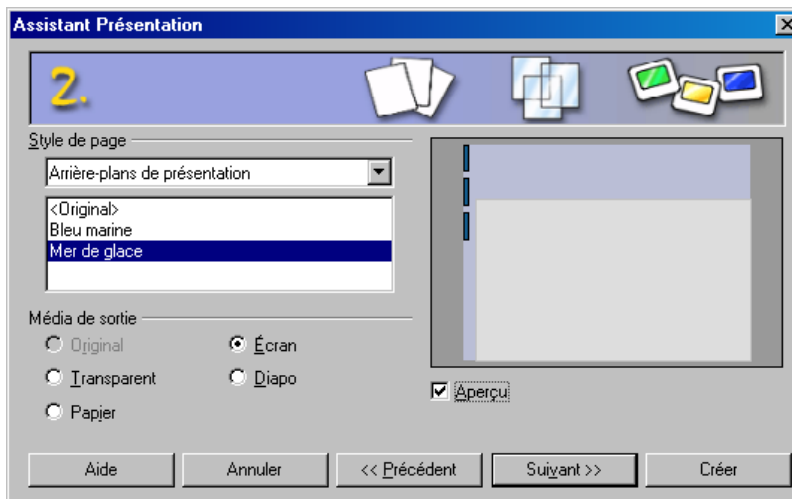 Assistant Présentation
2.
Style de page
Arrière-plans de présentation
<Original>
Bleu marine
Mer de glace
Média de sortie
Original
Écran
Transparent
Diapo
Papier
Aperçu
Aide
Annuler
<< Précédent
Suivant >>
Créer